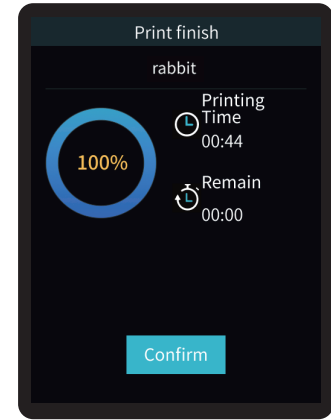 Print finish
rabbit
100%
Printing
Time
00:44
Remain
00:00
Confirm